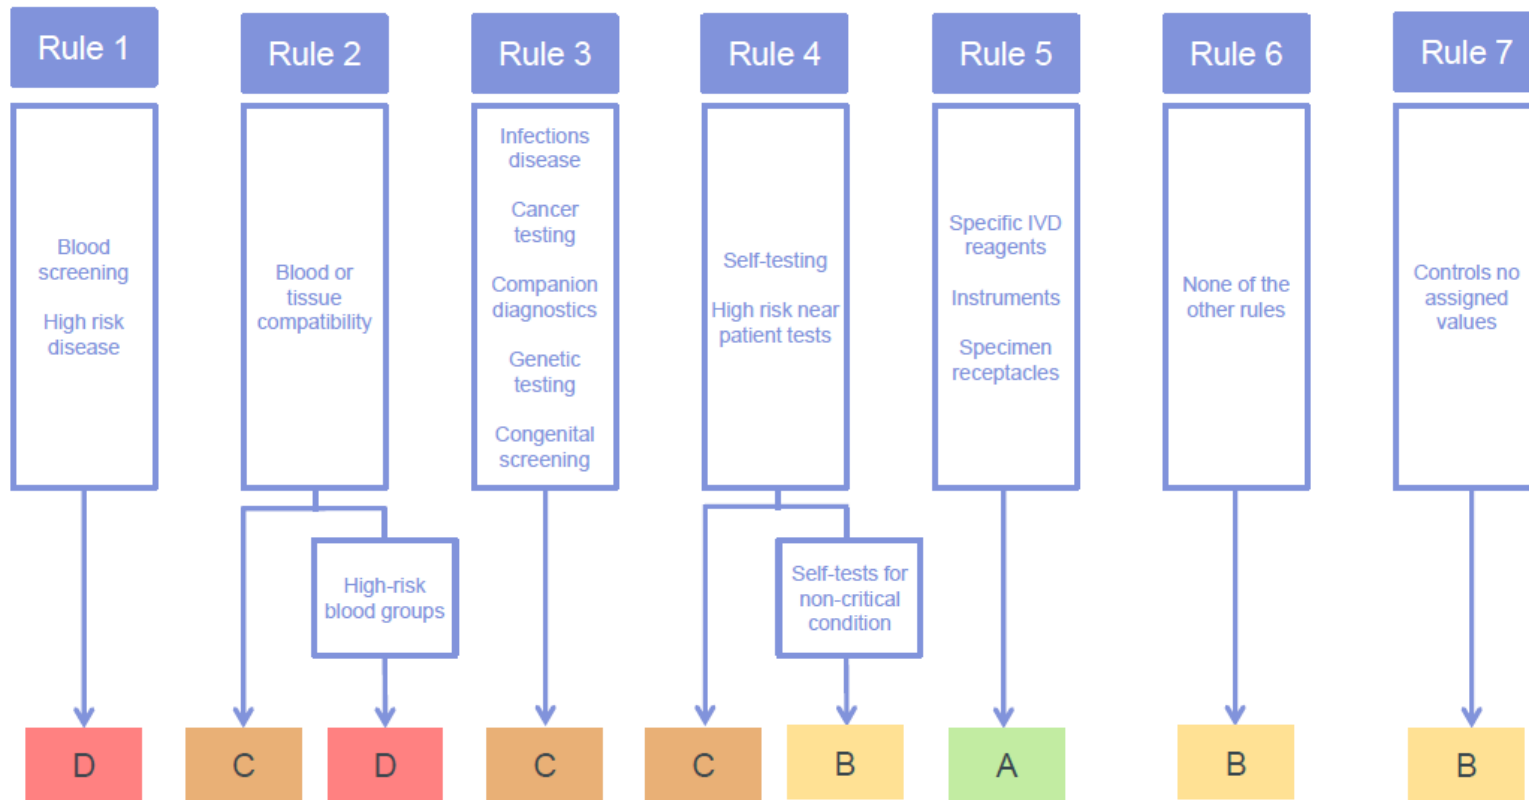 Rule 1
Rule 2
Rule 3
Rule 4
Rule 5
Rule 6
Rule 7
Blood
screening
High risk
disease
Blood or
tissue
compatibility
Infections
disease
Cancer
testing
Companion
diagnostics
Genetic
testing
Congenital
screening
Self-testing
High risk near
patient tests
Specific IVD
reagents
Instruments
Specimen
receptacles
None of the
other rules
Controls no
assigned
values
High-risk
blood groups
Self-tests for
non-critical
condition
D
C
D
C
C
B
A
B
B